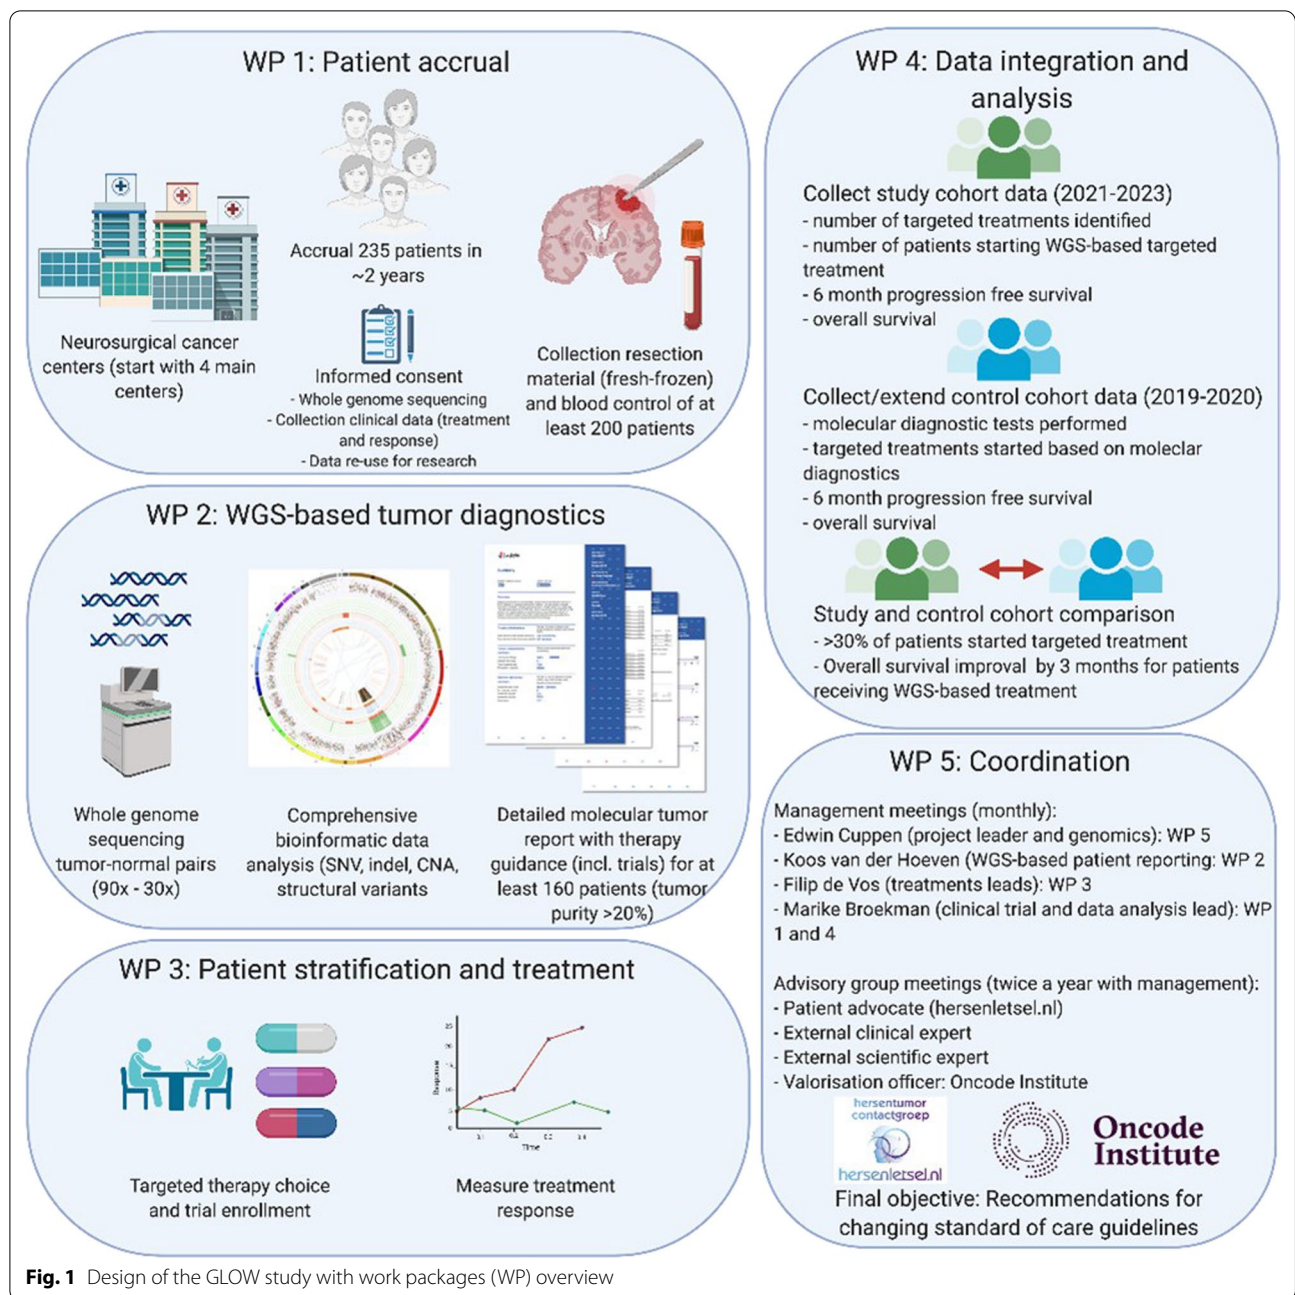 WP 1: Patient accrual
Neurosurgical cancer
centers (start with 4 main
centers)
Accrual 235 patients in
~2 years
Informed consent
- Whole genome sequencing
- Collection clinical data (treatment
and response)
- Data re-use for research
Collection resection
material (fresh-frozen)
and blood control of at
least 200 patients
WP 2: WGS-based tumor diagnostics
Whole genome
sequencing
tumor-normal pairs
(90x - 30x)
Comprehensive
bioinformatic data
analysis (SNV, indel, CNA,
structural variants
Detailed molecular tumor
report with therapy
guidance (incl. trials) for at
least 160 patients (tumor
purity >20%)
WP 3: Patient stratification and treatment
Targeted therapy choice
and trial enrollment
Response
25
20
15
10
5
Time
Measure treatment
response
WP 4: Data integration and
analysis
Collect study cohort data (2021-2023)
- number of targeted treatments identified
- number of patients starting WGS-based targeted
treatment
- 6 month progression free survival
- overall survival
Collect/extend control cohort data (2019-2020)
- molecular diagnostic tests performed
- targeted treatments started based on moleclar
diagnostics
- 6 month progression free survival
- overall survival
Study and control cohort comparison
- >30% of patients started targeted treatment
- Overall survival improval by 3 months for patients
receiving WGS-based treatment
WP 5: Coordination
Management meetings (monthly):
- Edwin Cuppen (project leader and genomics): WP 5
- Koos van der Hoeven (WGS-based patient reporting: WP 2
- Filip de Vos (treatments leads): WP 3
- Marike Broekman (clinical trial and data analysis lead): WP
1 and 4
Advisory group meetings (twice a year with management):
- Patient advocate (hersenletsel.nl)
- External clinical expert
- External scientific expert
- Valorisation officer: Oncode Institute
hersentumor
contactgroep
hersenletsel.nl
Oncode
Institute
Final objective: Recommendations for
changing standard of care guidelines
Fig. 1 Design of the GLOW study with work packages (WP) overview